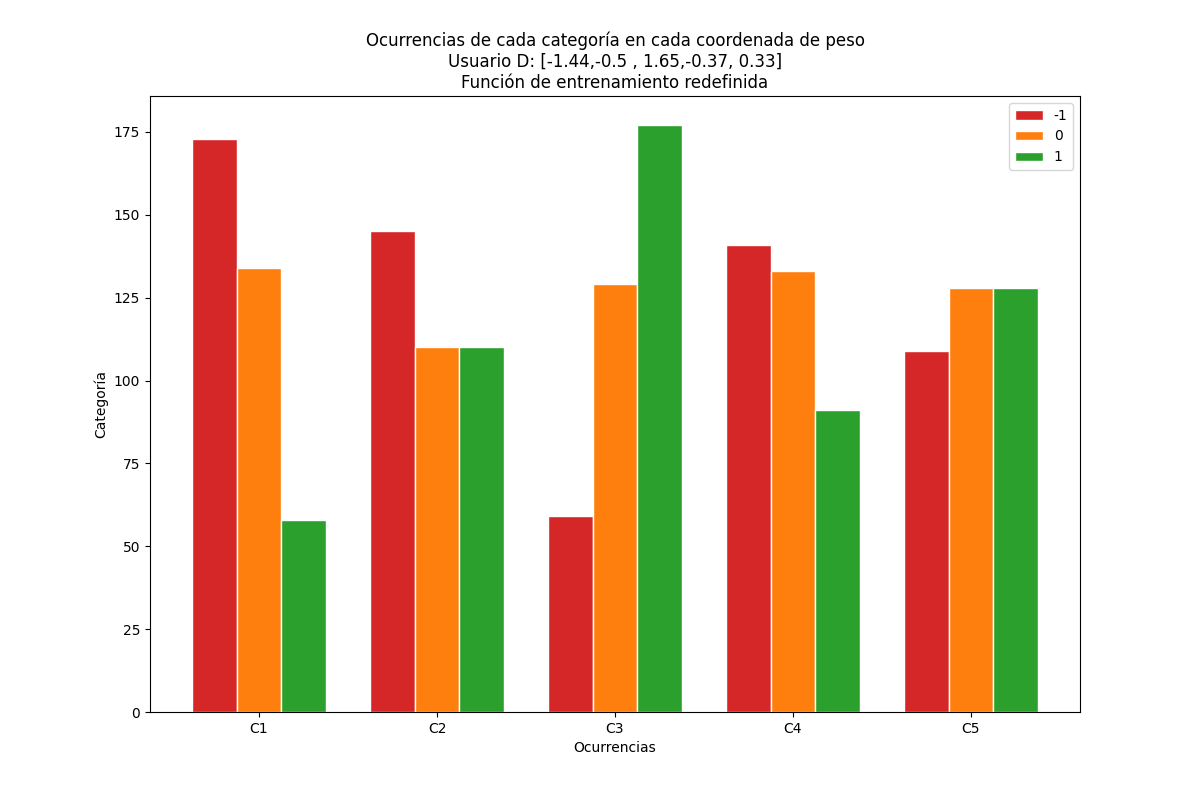 Ocurrencias de cada categoría en cada coordenada de peso
Usuario D: [-1.44,-0.5 , 1.65,-0.37, 0.33]
Función de entrenamiento redefinida
-1
0
1
175
150
125
100
75
50
25
0
Categoría
C1 C2 C3 C4 C5
Ocurrencias